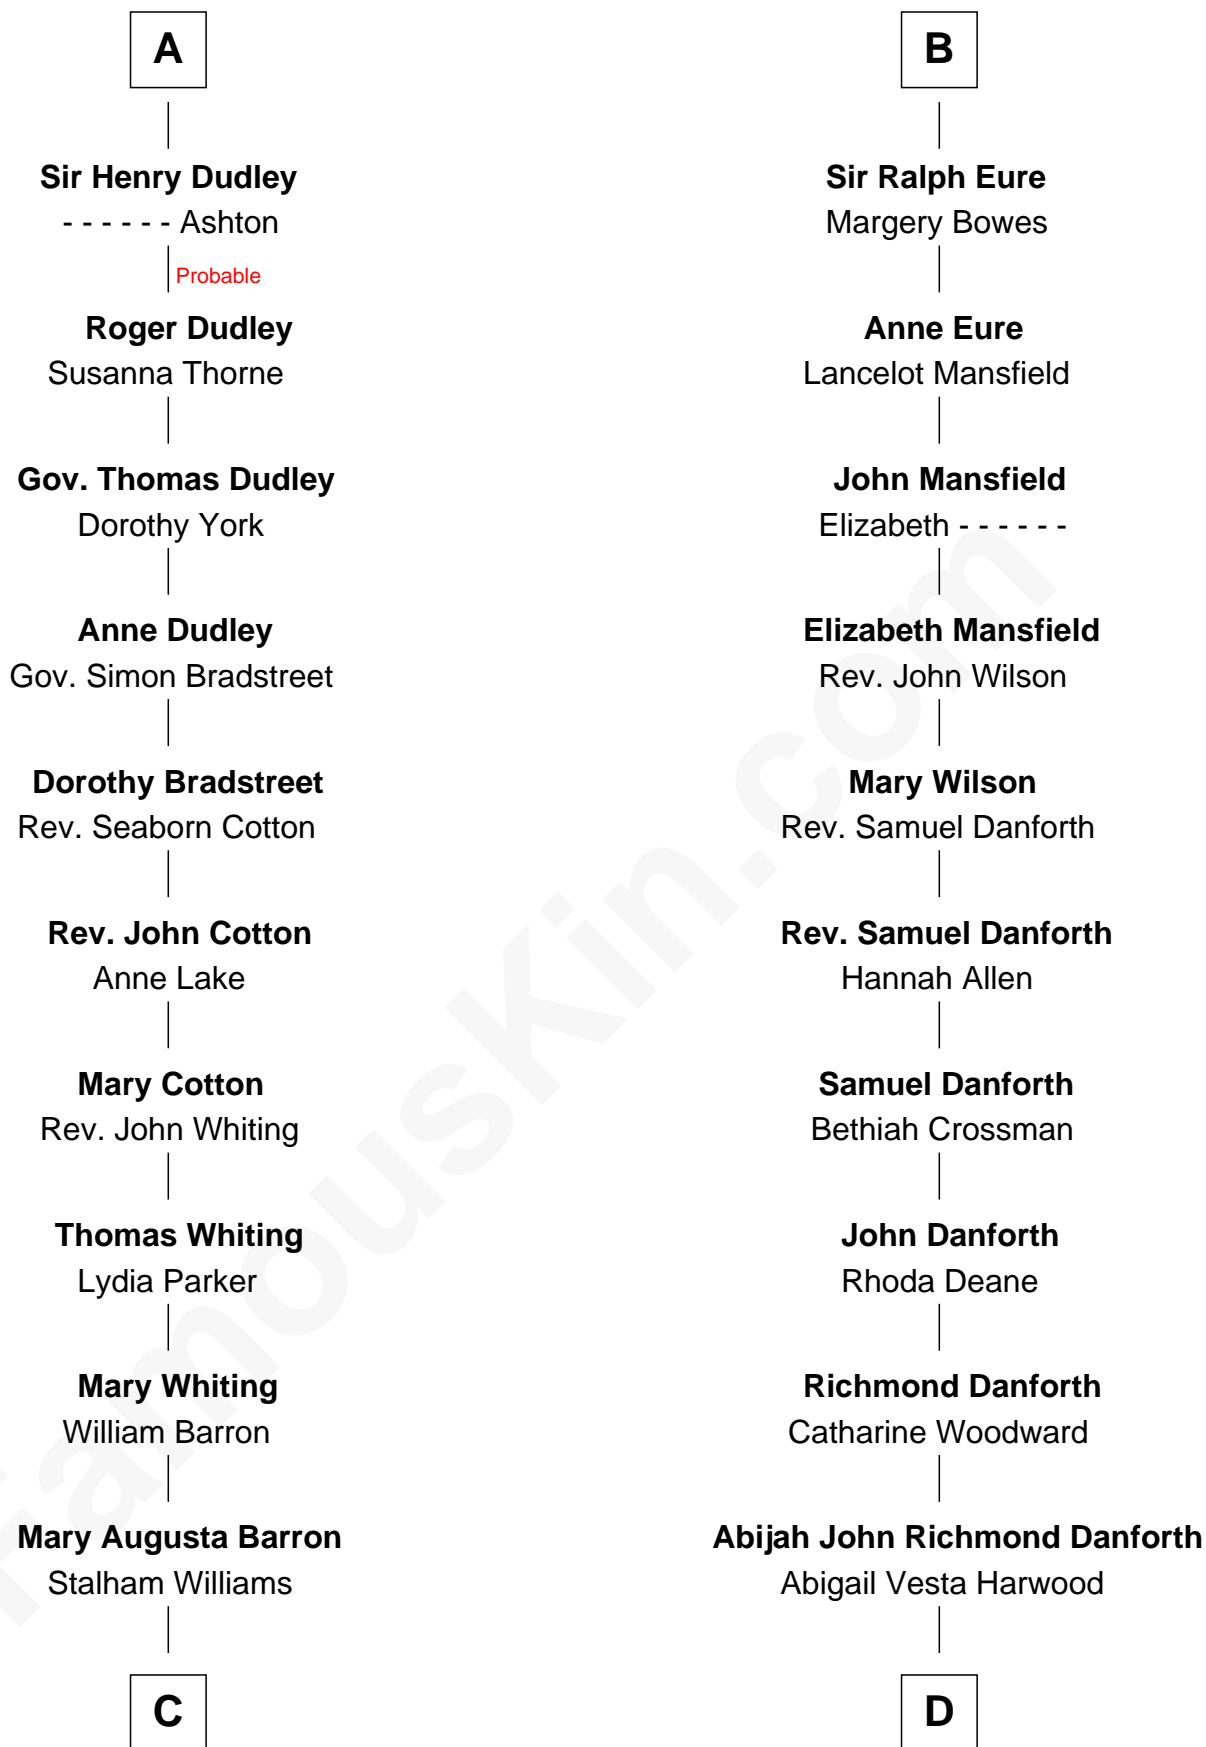 A
Sir Henry Dudley
- - - - - - Ashton
Probable
Roger Dudley
Susanna Thorne
Gov. Thomas Dudley
Dorothy York
Anne Dudley
Gov. Simon Bradstreet
Dorothy Bradstreet
Rev. Seaborn Cotton
Rev. John Cotton
Anne Lake
Mary Cotton
Rev. John Whiting
Thomas Whiting
Lydia Parker
Mary Whiting
William Barron
Mary Augusta Barron
Stalham Williams
C
B
Sir Ralph Eure
Margery Bowes
Anne Eure
Lancelot Mansfield
John Mansfield
Elizabeth - - - - - -
Elizabeth Mansfield
Rev. John Wilson
Mary Wilson
Rev. Samuel Danforth
Rev. Samuel Danforth
Hannah Allen
Samuel Danforth
Bethiah Crossman
John Danforth
Rhoda Deane
Richmond Danforth
Catharine Woodward
Abijah John Richmond Danforth
Abigail Vesta Harwood
D
FamousKin.com